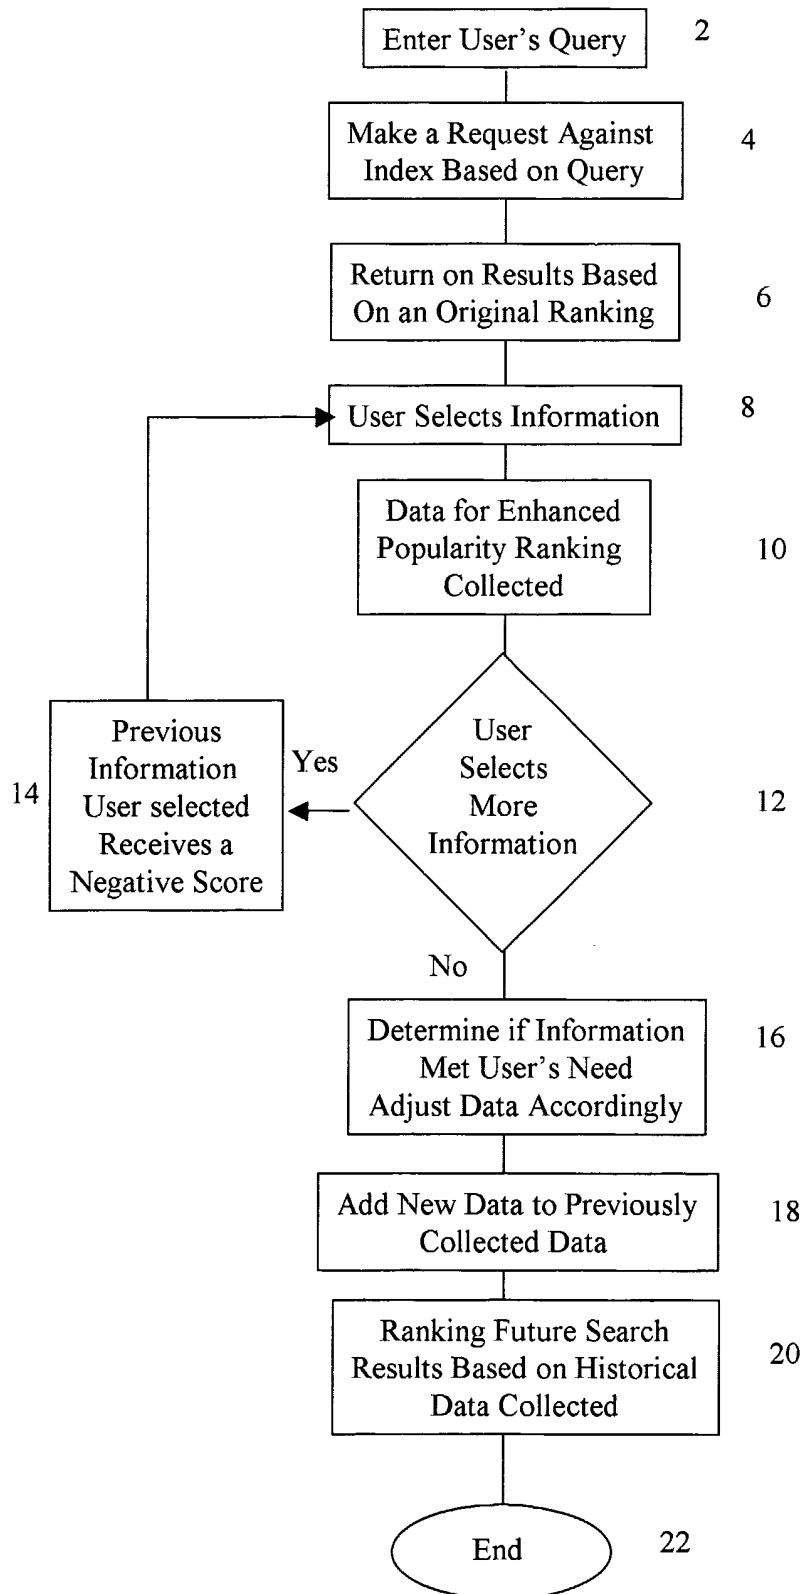 Enter User's Query
2
Make a Request Against
Index Based on Query
4
Return on Results Based
On an Original Ranking
6
User Selects Information
8
Data for Enhanced
Popularity Ranking
Collected
10
User
Selects
More
Information
12
Yes
Previous
Information
User selected
Receives a
Negative Score
14
No
Determine if Information
Met User's Need
Adjust Data Accordingly
16
Add New Data to Previously
Collected Data
18
Ranking Future Search
Results Based on Historical
Data Collected
20
End
22